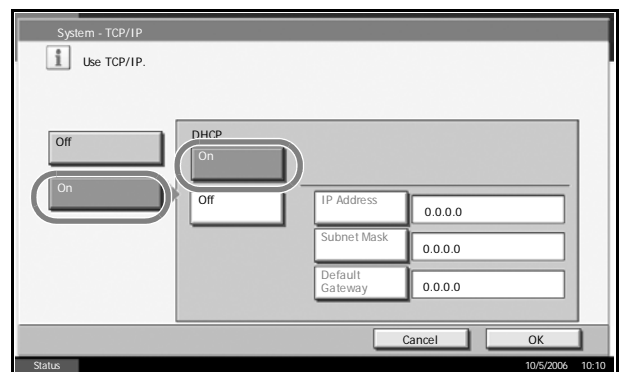 System - TCP/IP
Use TCP/IP.
Off
On
DHCP
On
Off
IP Address
0.0.0.0
Subnet Mask
0.0.0.0
Default
Gateway
0.0.0.0
Cancel
OK
Status
10/5/2006 10:10